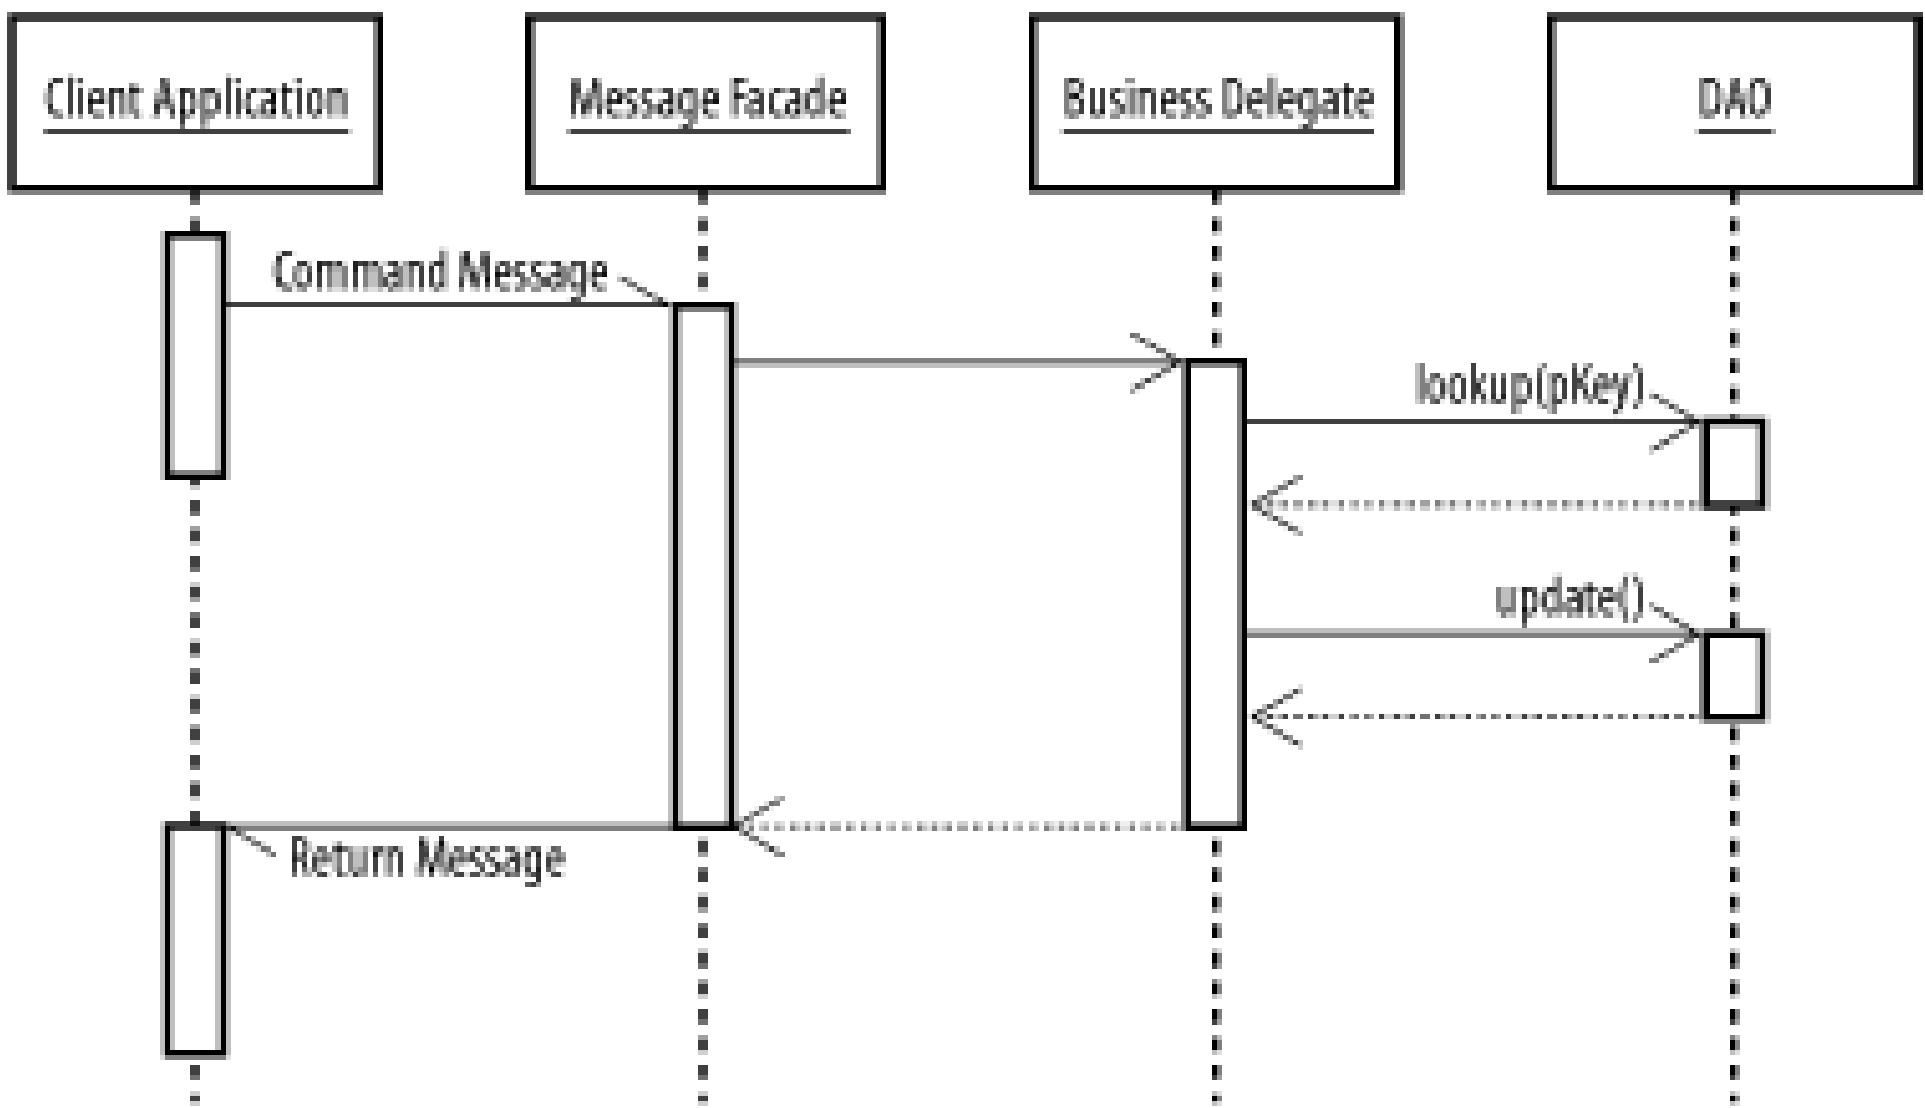 Client Application
Message Facade
Business Delegate
DAO
Command Message
lookup(pKey)
update()
Return Message